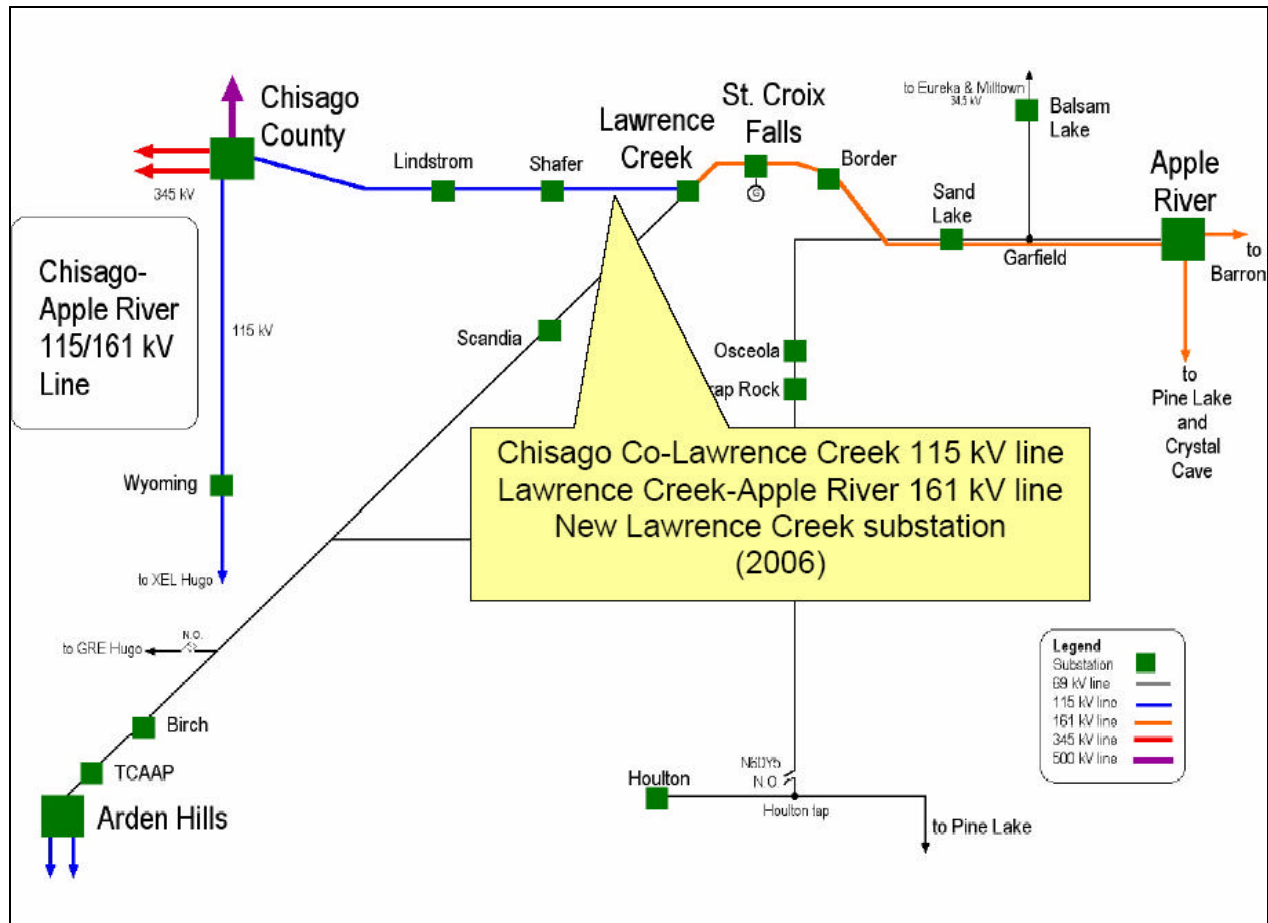 Chisago
County
345 kV
Chisago-
Apple River
115/161 kV
Line
115 kV
Wyoming
to XEL Hugo
to GRE Hugo
N.O.
Birch
TCAAP
Arden Hills
Lindstrom
Shafer
Lawrence
Creek
Scandia
St. Croix
Falls
G
Border
to Eureka & Milltown
34.5 kV
Balsam
Lake
Sand
Lake
Garfield
Apple
River
to
Barron
to
Pine Lake
and
Crystal
Cave
Osceola
rap Rock
Chisago Co-Lawrence Creek 115 kV line
Lawrence Creek-Apple River 161 kV line
New Lawrence Creek substation
(2006)
Houlton
N60Y5
N.O.
Houlton tap
to Pine Lake
Legend
Substation
69 kV line
115 kV line
161 kV line
345 kV line
500 kV line